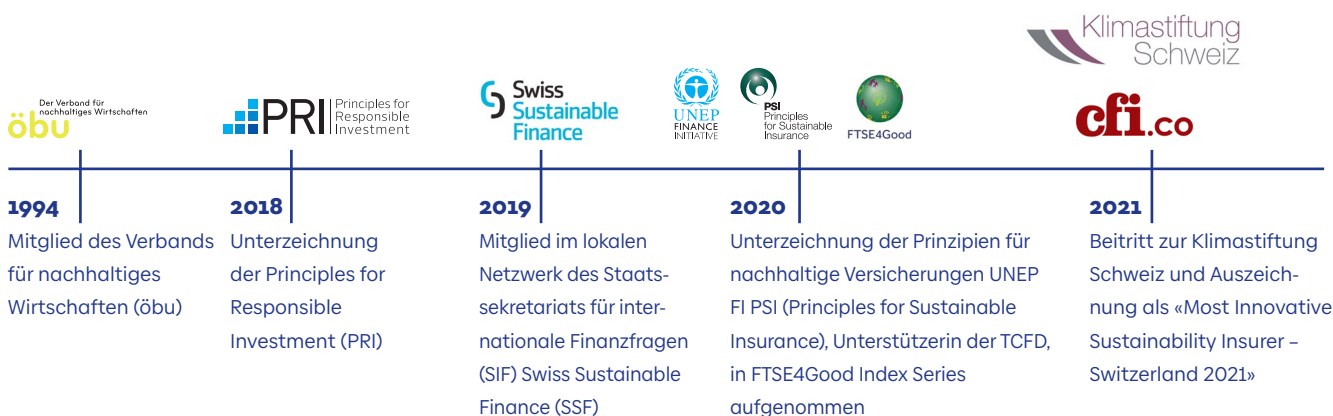 Klimastiftung
Schweiz
Der Verband für
nachhaltiges Wirtschaften
öbu
PRI
Principles for
Responsible
Investment
Swiss
Sustainable
Finance
UNEP
FINANCE
INITIATIVE
PSI
Principles
for Sustainable
Insurance
FTSE4Good
cfi.co
1994
Mitglied des Verbands
für nachhaltiges
Wirtschaften (öbu)
2018
Unterzeichnung
der Principles for
Responsible
Investment (PRI)
2019
Mitglied im lokalen
Netzwerk des Staats-
sekretariats für inter-
nationale Finanzfragen
(SIF) Swiss Sustainable
Finance (SSF)
2020
Unterzeichnung der Prinzipien für
nachhaltige Versicherungen UNEP
FI PSI (Principles for Sustainable
Insurance), Unterstützerin der TCFD,
in FTSE4Good Index Series
aufgenommen
2021
Beitritt zur Klimastiftung
Schweiz und Auszeich-
nung als «Most Innovative
Sustainability Insurer –
Switzerland 2021»